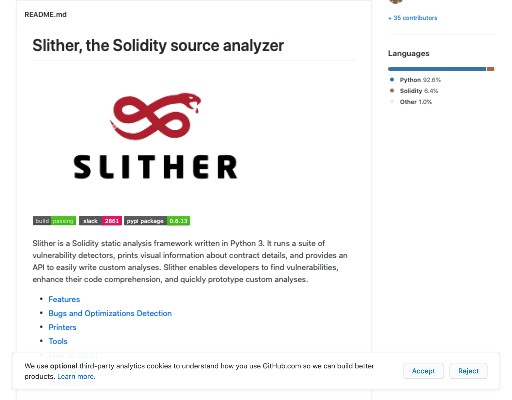 + 35 contributors
README.md
Slither, the Solidity source analyzer
SLITHER
build passing slack 2861 pypi package 0.6.13
Slither is a Solidity static analysis framework written in Python 3. It runs a suite of
vulnerability detectors, prints visual information about contract details, and provides an
API to easily write custom analyses. Slither enables developers to find vulnerabilities,
enhance their code comprehension, and quickly prototype custom analyses.
• Features
• Bugs and Optimizations Detection
• Printers
• Tools
Languages
Python 92.6%
Solidity 6.4%
Other 1.0%
We use optional third-party analytics cookies to understand how you use GitHub.com so we can build better
products. Learn more.
Accept
Reject